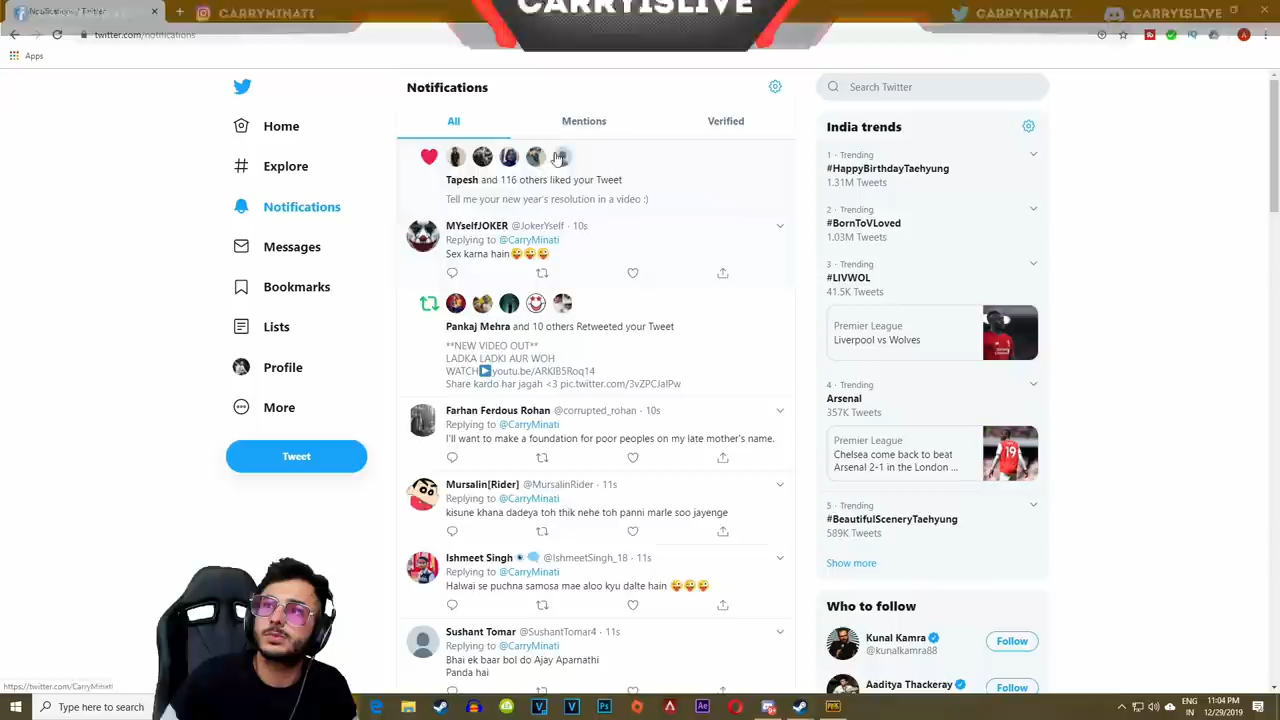 Notifications / Twitter
CARRYMINATI
CARRYISLIVE
CARRYMINATI
CARRYISLIVE
twitter.com/notifications
Apps
Notifications
Search Twitter
All
Mentions
Verified
Home
Explore
Notifications
Messages
Bookmarks
Lists
Profile
More
Tweet
Tapesh and 116 others liked your Tweet
Tell me your new year's resolution in a video :)
MYselfJOKER @JokerYself · 10s
Replying to @CarryMinati
Sex karna hain😜😜😜
Pankaj Mehra and 10 others Retweeted your Tweet
**NEW VIDEO OUT**
LADKA LADKI AUR WOH
WATCH▶️youtu.be/ARKIB5Roq14
Share kardo har jagah <3 pic.twitter.com/3vZPCJaIPw
Farhan Ferdous Rohan @corrupted_rohan · 10s
Replying to @CarryMinati
I'll want to make a foundation for poor peoples on my late mother's name.
Mursalin[Rider] @MursalinRider · 11s
Replying to @CarryMinati
kisune khana dadeya toh thik nehe toh panni marle soo jayenge
Ishmeet Singh @IshmeetSingh_18 · 11s
Replying to @CarryMinati
Halwai se puchna samosa mae aloo kyu dalte hain 😜😜😜
Sushant Tomar @SushantTomar4 · 11s
Replying to @CarryMinati
Bhai ek baar bol do Ajay Aparnathi
Panda hai
India trends
1 · Trending
#HappyBirthdayTaehyung
1.31M Tweets
2 · Trending
#BornToVLoved
1.03M Tweets
3 · Trending
#LIVWOL
41.5K Tweets
Premier League
Liverpool vs Wolves
4 · Trending
Arsenal
357K Tweets
Premier League
Chelsea come back to beat
Arsenal 2-1 in the London ...
19
5 · Trending
#BeautifulSceneryTaehyung
589K Tweets
Show more
Who to follow
Kunal Kamra
@kunalkamra88
Follow
Aaditya Thackeray
Follow
https://twitter.com/CarryMinati
Type here to search
ENG
IN
11:04 PM
12/29/2019